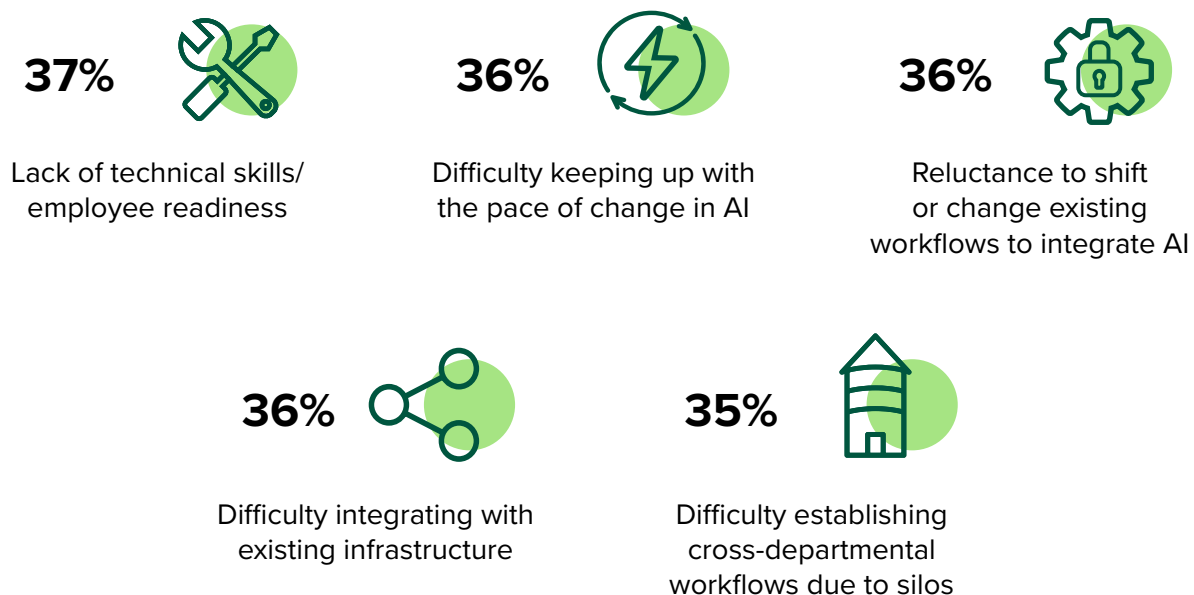 37%
Lack of technical skills/
employee readiness
36%
Difficulty keeping up with
the pace of change in AI
36%
Reluctance to shift
or change existing
workflows to integrate AI
36%
Difficulty integrating with
existing infrastructure
35%
Difficulty establishing
cross-departmental
workflows due to silos